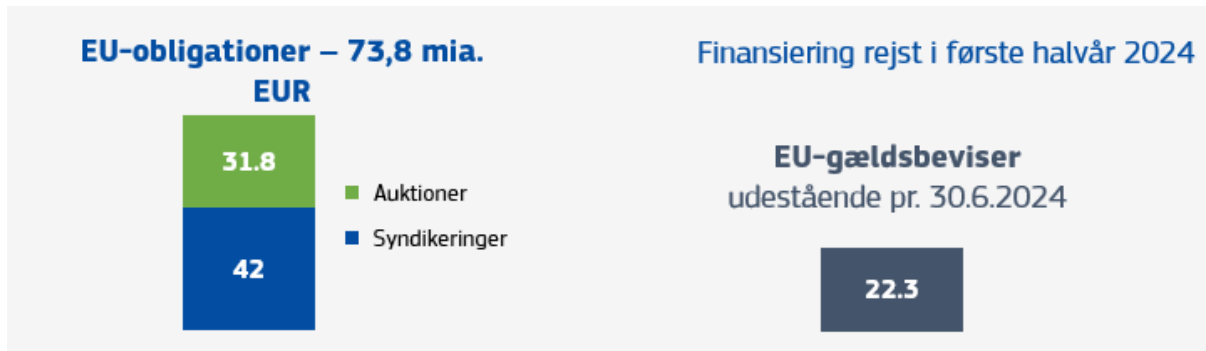 EU-obligationer – 73,8 mia.
EUR
31.8
42
Auktioner
Syndikeringer
Finansiering rejst i første halvår 2024
EU-gældsbeviser
udestående pr. 30.6.2024
22.3